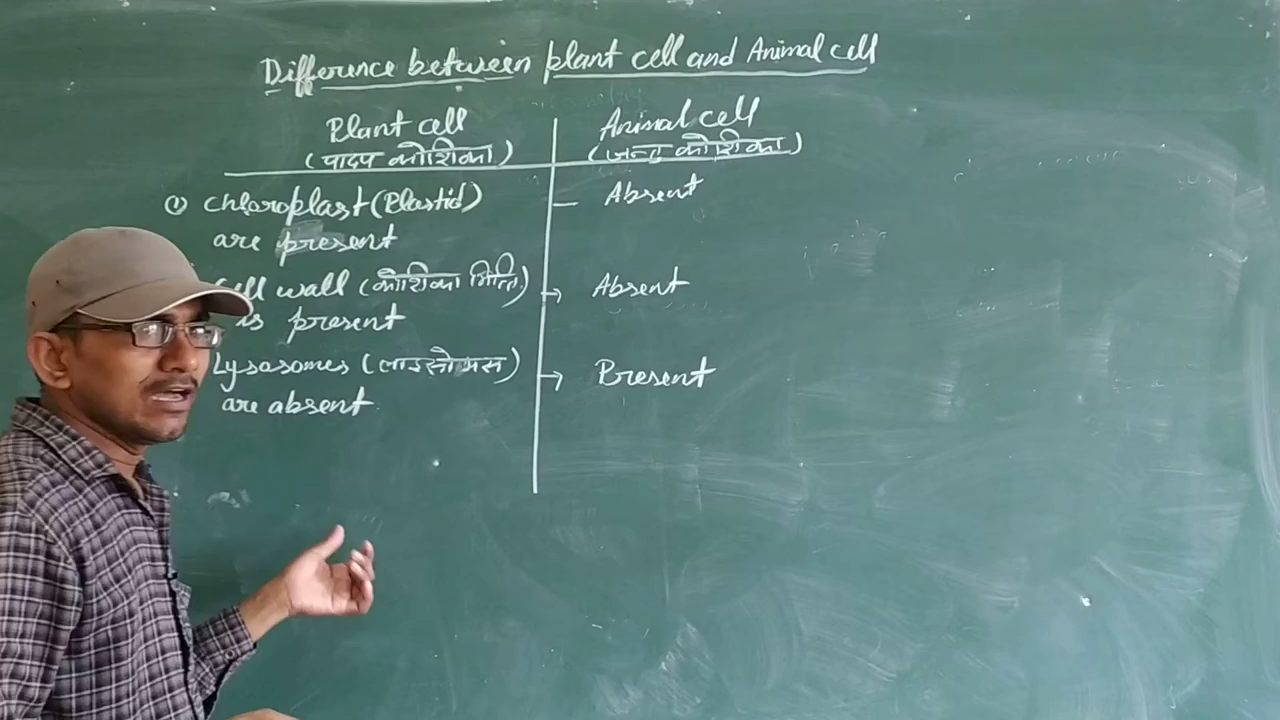 Difference between plant cell and Animal cell
Plant cell
(पादप कोशिका)
Animal cell
(जन्तु कोशिका)
① Chloroplast (Plastid)
are present
Absent
Cell wall (कोशिका भित्ति)
is present
Absent
Lysasomes (लाइसोसोम्स)
are absent
Present